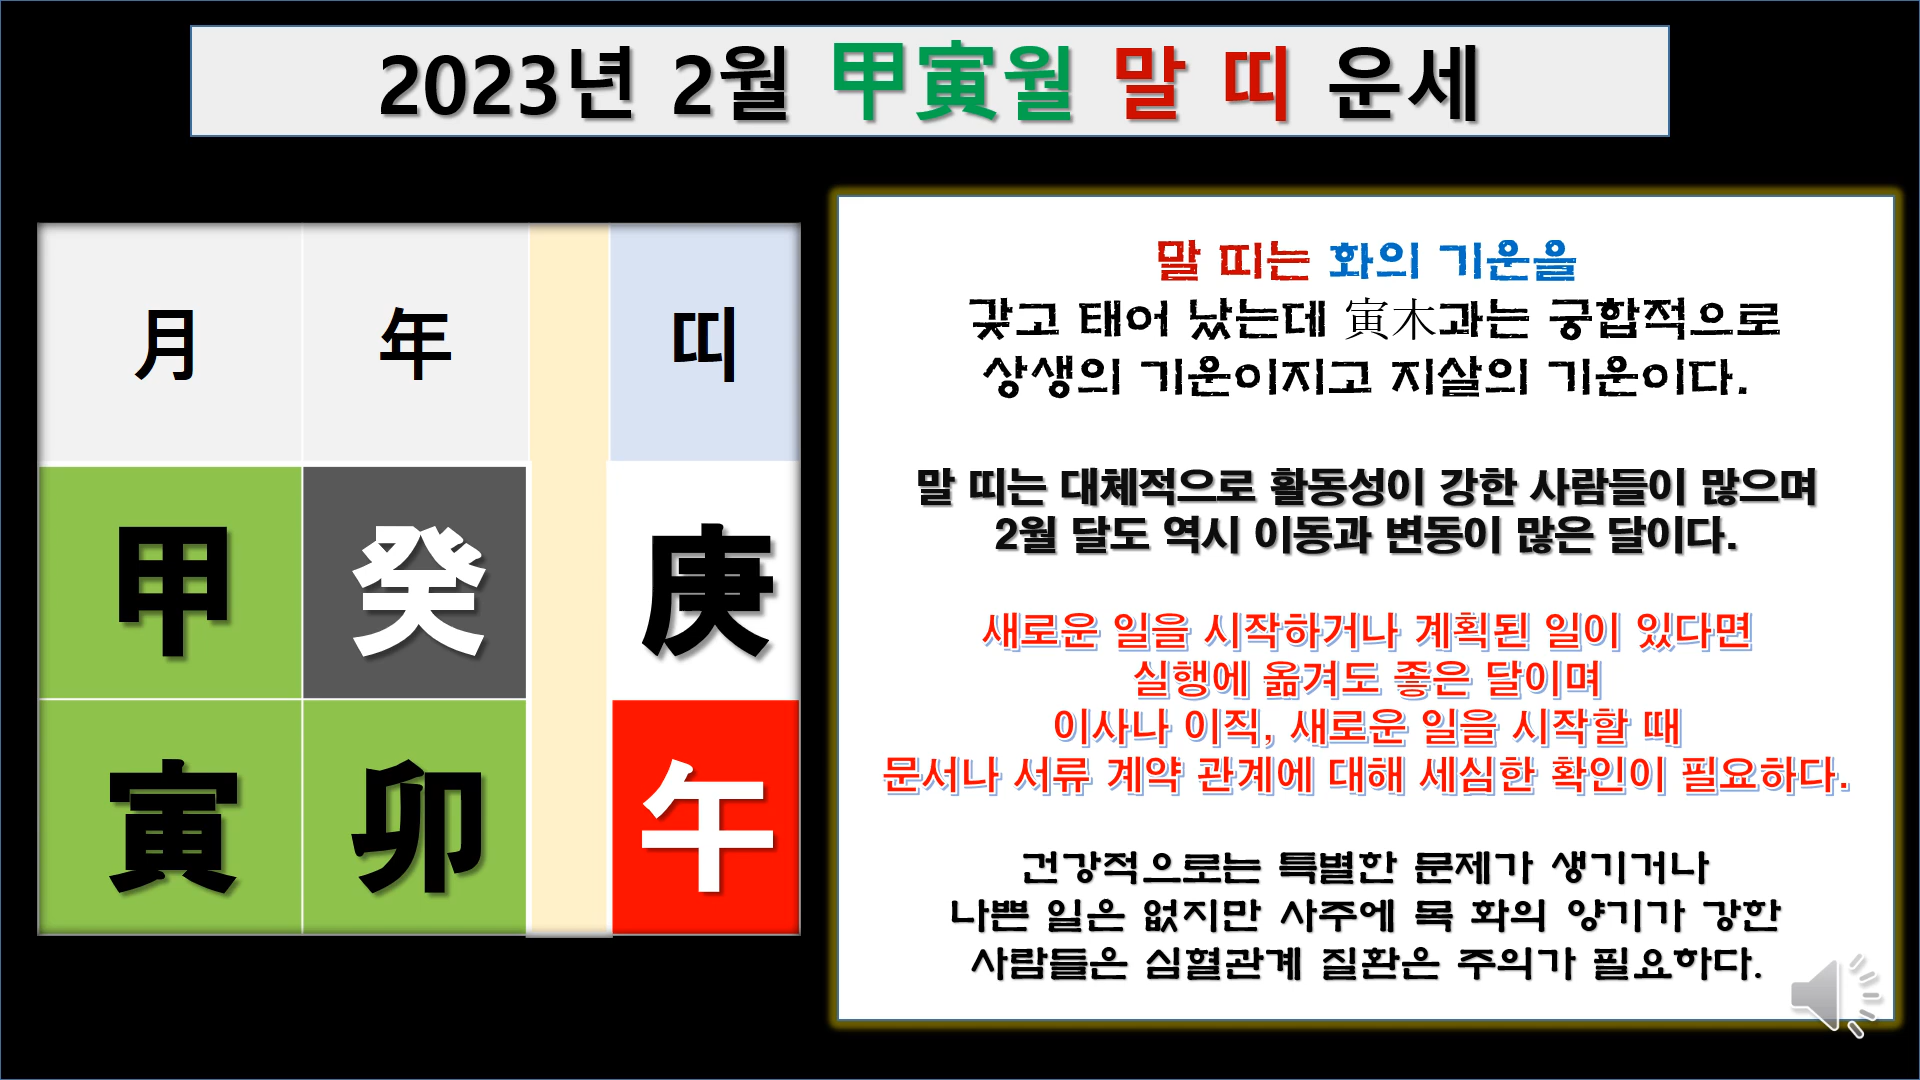 2023년 2월 甲寅월 말 띠 운세
月 年 띠
甲 癸 庚
寅 卯 午
말 띠는 화의 기운을
갖고 태어 났는데 寅木과는 궁합적으로
상생의 기운이지고 지살의 기운이다.
말 띠는 대체적으로 활동성이 강한 사람들이 많으며
2월 달도 역시 이동과 변동이 많은 달이다.
새로운 일을 시작하거나 계획된 일이 있다면
실행에 옮겨도 좋은 달이며
이사나 이직, 새로운 일을 시작할 때
문서나 서류 계약 관계에 대해 세심한 확인이 필요하다.
건강적으로는 특별한 문제가 생기거나
나쁜 일은 없지만 사주에 목 화의 양기가 강한
사람들은 심혈관계 질환은 주의가 필요하다.